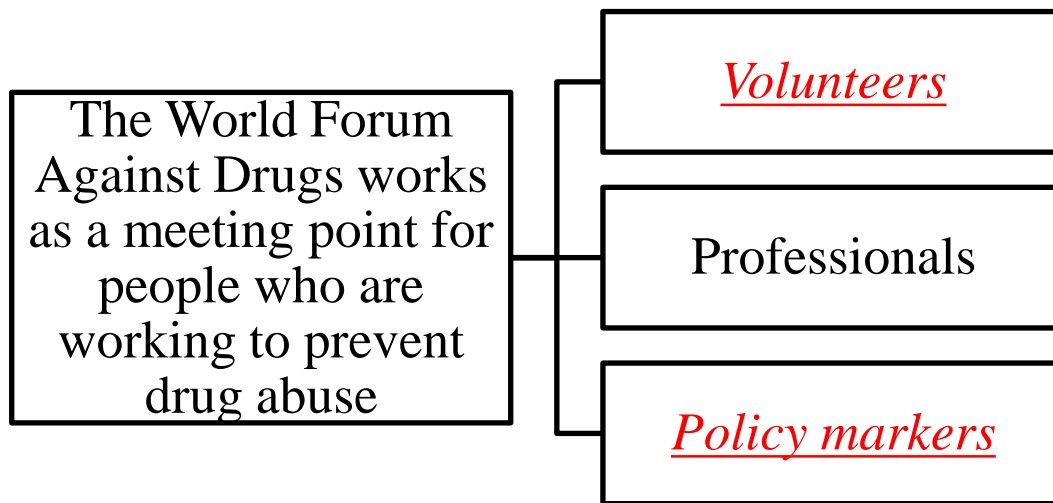 The World Forum
Against Drugs works
as a meeting point for
people who are
working to prevent
drug abuse
Volunteers
Professionals
Policy markers